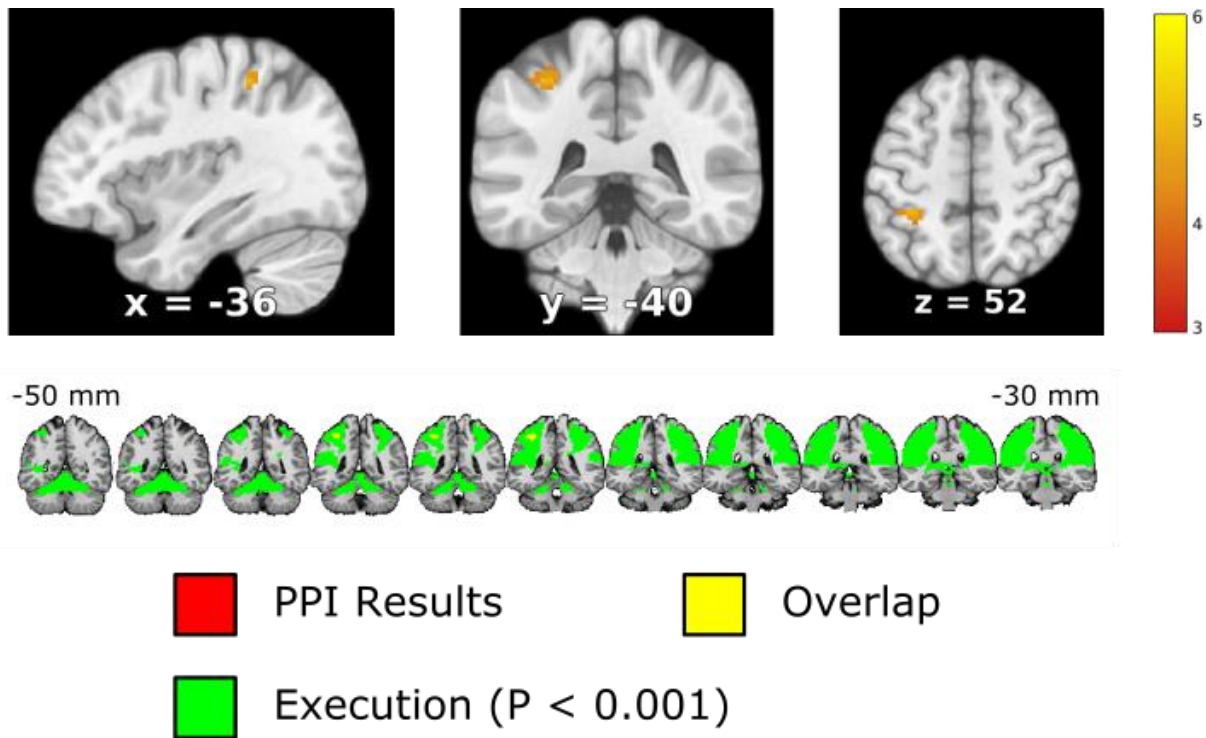 x = -36
y = -40
z = 52
6
5
4
3
-50 mm
-30 mm
PPI Results
Overlap
Execution (P < 0.001)